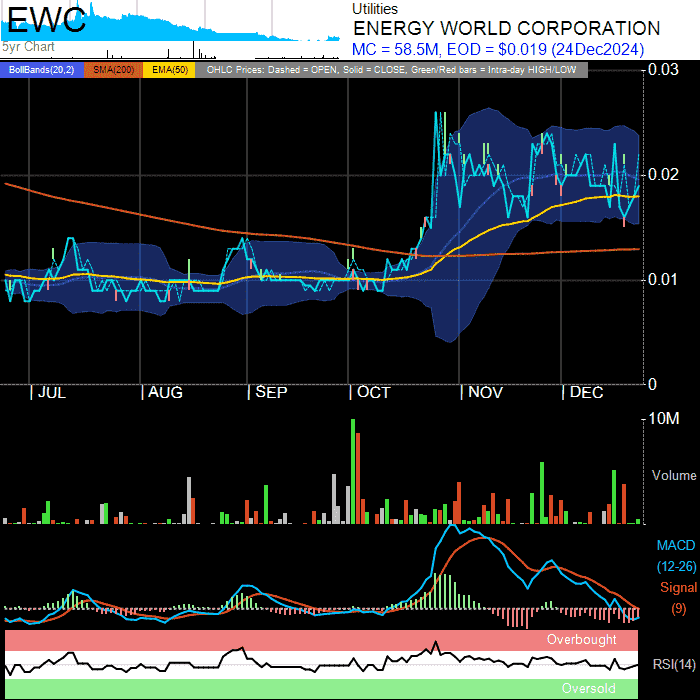 EWC
5yr Chart
Utilities
ENERGY WORLD CORPORATION
MC = 58.5M, EOD = $0.019 (24Dec2024)
BollBands(20,2) SMA(200) EMA(50) OHLC Prices: Dashed = OPEN, Solid = CLOSE, Green/Red bars = Intra-day HIGH/LOW
0.03
0.02
0.01
0
JUL AUG SEP OCT NOV DEC
10M
Volume
MACD
(12-26)
Signal
(9)
Overbought
RSI(14)
Oversold